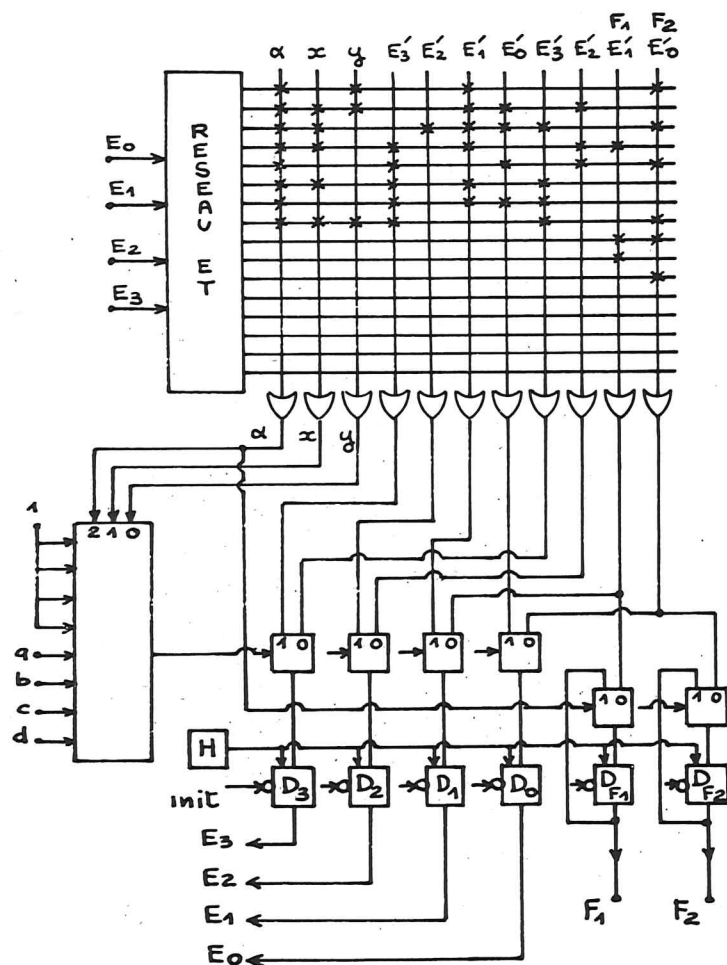 F1 F2
α x y E'3 E'2 E'1 E'0 E'3 E'2 E'1 E'0
RESEAU ET
E0
E1
E2
E3
α x y
1
2 1 0
a
b
c
d
1 0 1 0 1 0 1 0
1 0 1 0
H
init
D3 D2 D1 D0 DF1 DF2
E3
E2
E1
E0
F1 F2